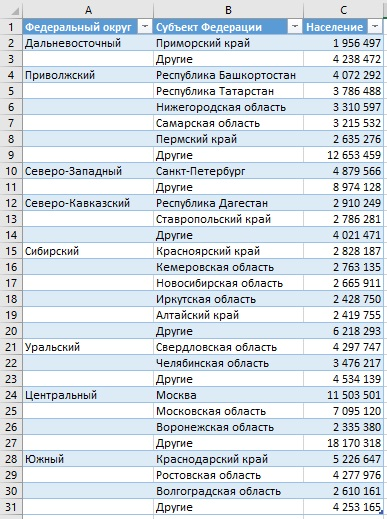 A B C
1 Федеральный округ Субъект Федерации Население
2 Дальневосточный Приморский край 1 956 497
3 Другие 4 238 472
4 Приволжский Республика Башкортостан 4 072 292
5 Республика Татарстан 3 786 488
6 Нижегородская область 3 310 597
7 Самарская область 3 215 532
8 Пермский край 2 635 276
9 Другие 12 653 459
10 Северо-Западный Санкт-Петербург 4 879 566
11 Другие 8 974 128
12 Северо-Кавказский Республика Дагестан 2 910 249
13 Ставропольский край 2 786 281
14 Другие 4 021 471
15 Сибирский Красноярский край 2 828 187
16 Кемеровская область 2 763 135
17 Новосибирская область 2 665 911
18 Иркутская область 2 428 750
19 Алтайский край 2 419 755
20 Другие 6 218 293
21 Уральский Свердловская область 4 297 747
22 Челябинская область 3 476 217
23 Другие 4 534 139
24 Центральный Москва 11 503 501
25 Московская область 7 095 120
26 Воронежская область 2 335 380
27 Другие 18 170 318
28 Южный Краснодарский край 5 226 647
29 Ростовская область 4 277 976
30 Волгоградская область 2 610 161
31 Другие 4 253 165